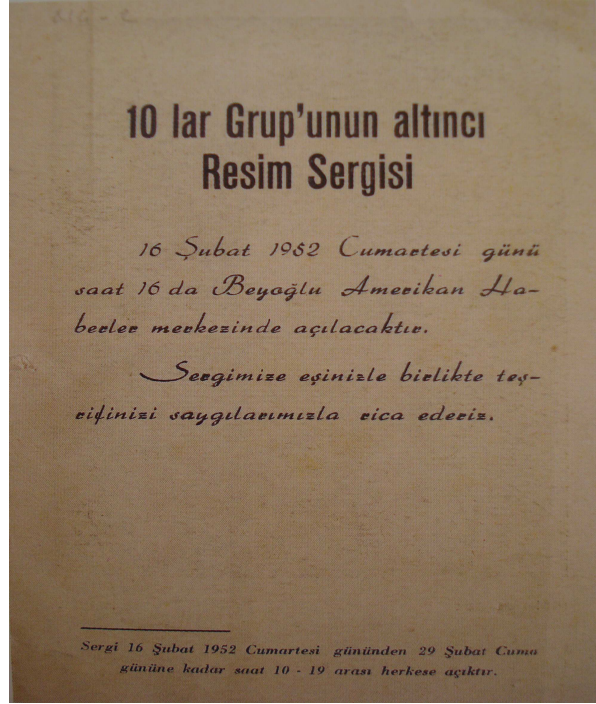 10 lar Grup'unun altıncı
Resim Sergisi
16 Şubat 1952 Cumartesi günü
saat 16 da Beyoğlu Amerikan Ha-
berler merkezinde açılacaktır.
Sergimize eşinizle birlikte teş-
rifinizi saygılarımızla rica ederiz.
Sergi 16 Şubat 1952 Cumartesi gününden 29 Şubat Cuma
gününe kadar saat 10 - 19 arası herkese açıktır.